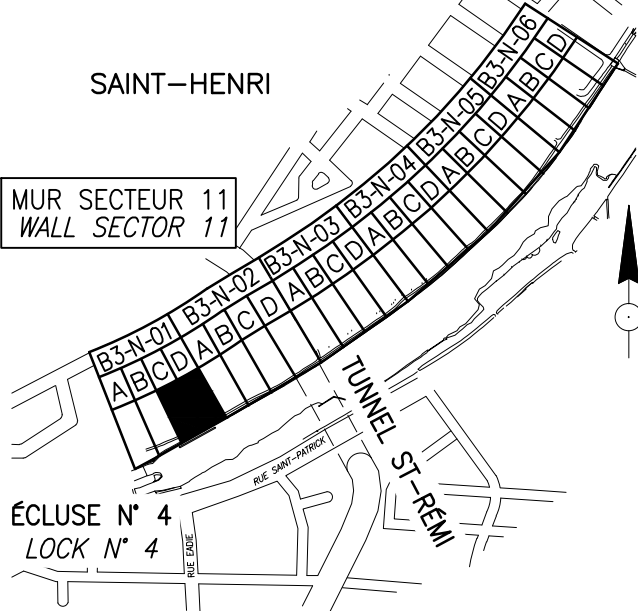 SAINT-HENRI
MUR SECTEUR 11
WALL SECTOR 11
B3-N-01
B3-N-02
B3-N-03
B3-N-04
B3-N-05
B3-N-06
A B C D
A B C D
A B C D
A B C D
A B C D
A B C D
TUNNEL ST-RÉMI
RUE SAINT-PATRICK
RUE EADIE
ÉCLUSE N° 4
LOCK N° 4